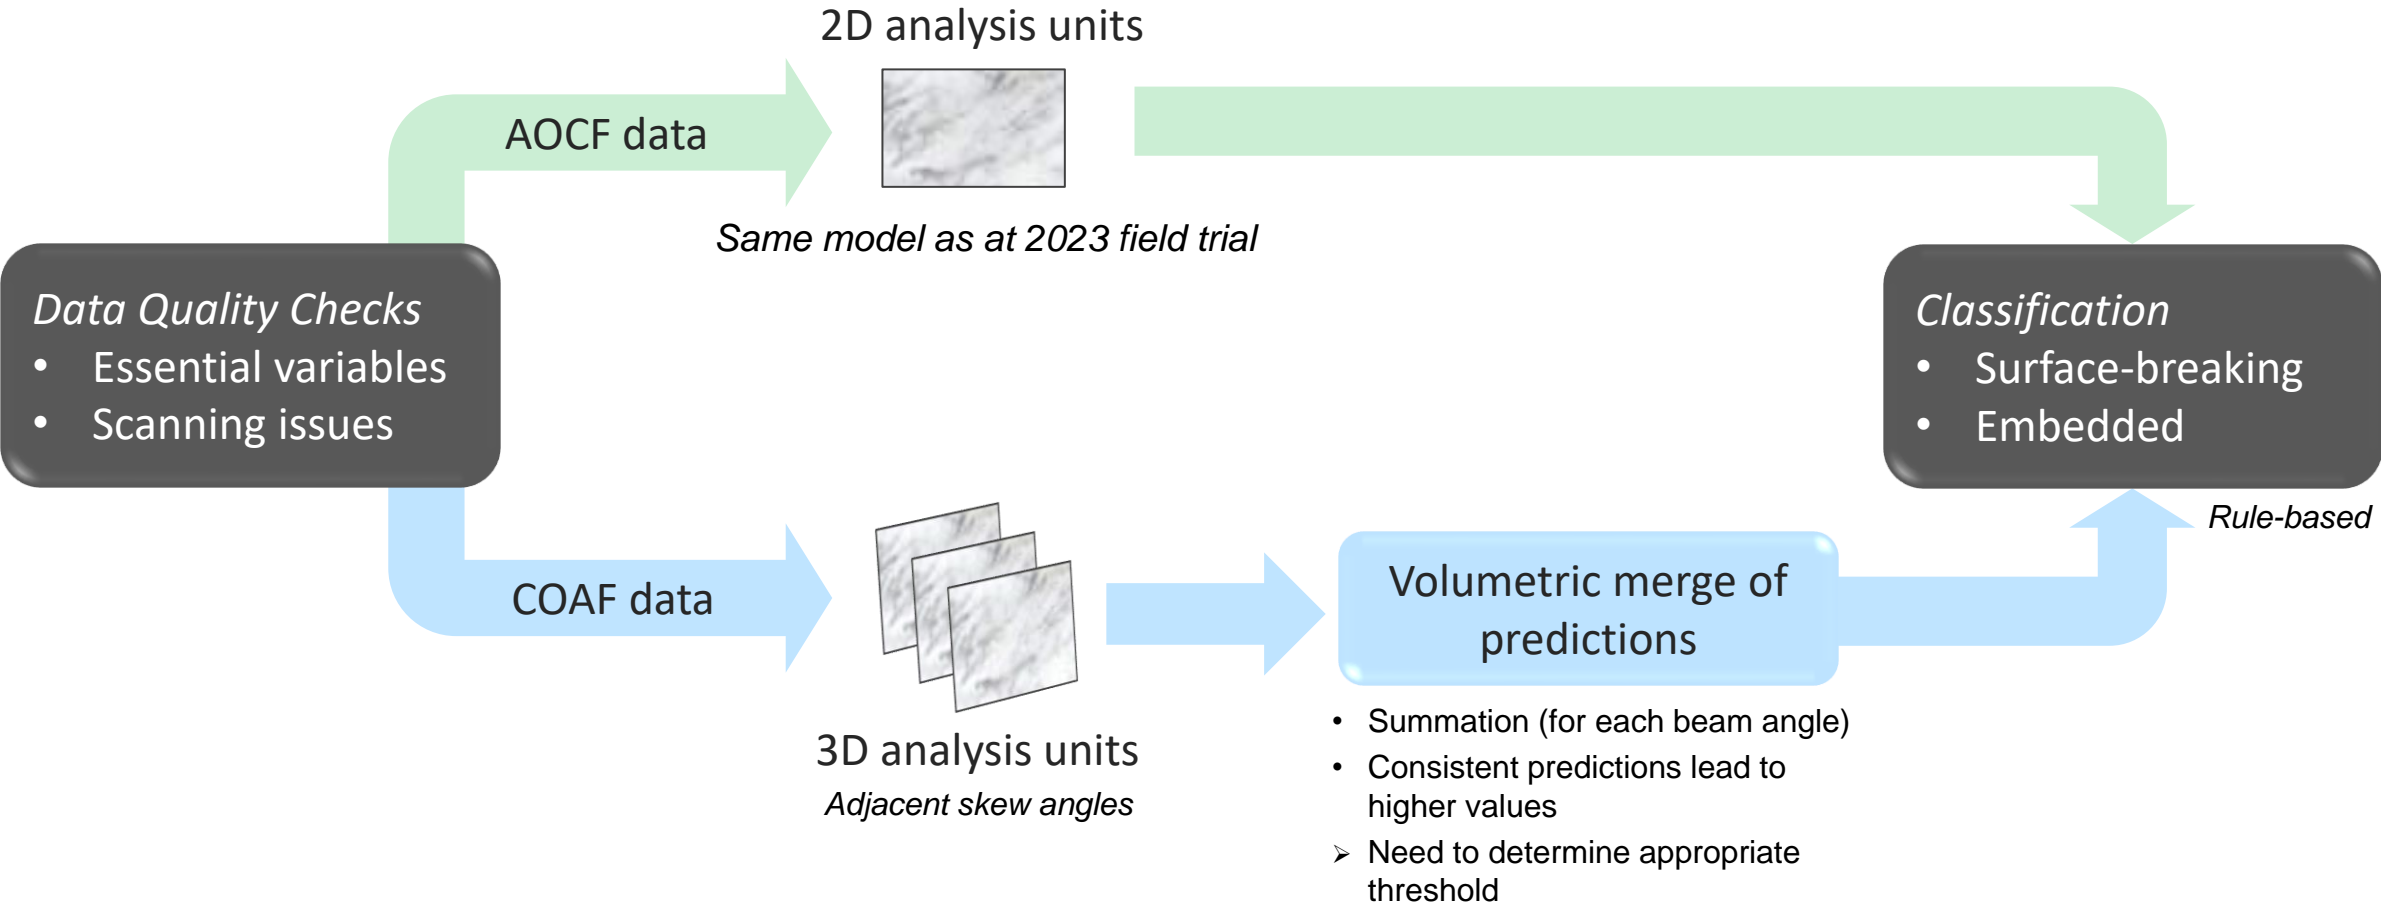 2D analysis units
AOCF data
Same model as at 2023 field trial
Data Quality Checks
• Essential variables
• Scanning issues
Classification
• Surface-breaking
• Embedded
Rule-based
COAF data
3D analysis units
Adjacent skew angles
Volumetric merge of
predictions
• Summation (for each beam angle)
• Consistent predictions lead to
higher values
➢ Need to determine appropriate
threshold